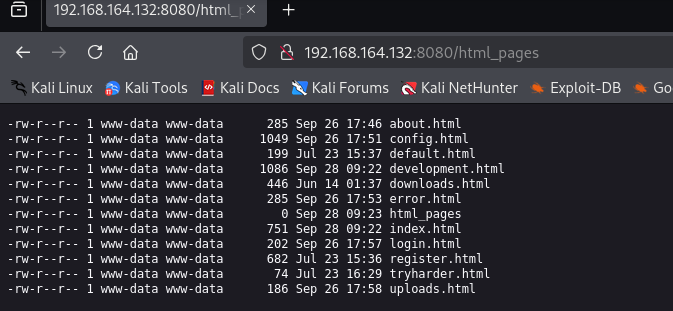 192.168.164.132:8080/html_p
192.168.164.132:8080/html_pages
Kali Linux Kali Tools Kali Docs Kali Forums Kali NetHunter Exploit-DB Goo
-rw-r--r-- 1 www-data www-data 285 Sep 26 17:46 about.html
-rw-r--r-- 1 www-data www-data 1049 Sep 26 17:51 config.html
-rw-r--r-- 1 www-data www-data 199 Jul 23 15:37 default.html
-rw-r--r-- 1 www-data www-data 1086 Sep 28 09:22 development.html
-rw-r--r-- 1 www-data www-data 446 Jun 14 01:37 downloads.html
-rw-r--r-- 1 www-data www-data 285 Sep 26 17:53 error.html
-rw-r--r-- 1 www-data www-data 0 Sep 28 09:23 html_pages
-rw-r--r-- 1 www-data www-data 751 Sep 28 09:22 index.html
-rw-r--r-- 1 www-data www-data 202 Sep 26 17:57 login.html
-rw-r--r-- 1 www-data www-data 682 Jul 23 15:36 register.html
-rw-r--r-- 1 www-data www-data 74 Jul 23 16:29 tryharder.html
-rw-r--r-- 1 www-data www-data 186 Sep 26 17:58 uploads.html